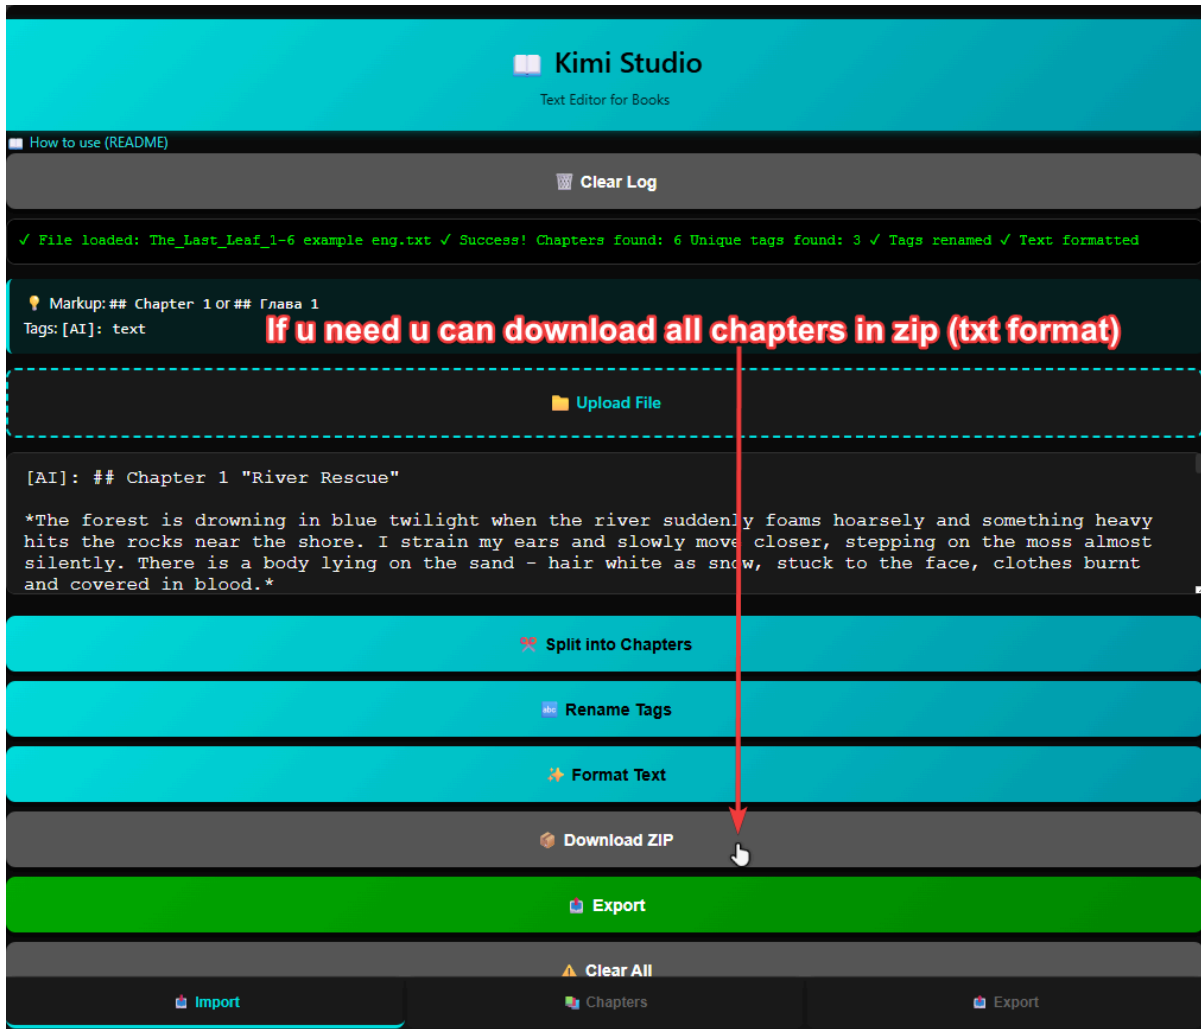 📖 Kimi Studio
Text Editor for Books
📖 How to use (README)
🗑 Clear Log
✓ File loaded: The_Last_Leaf_1-6 example eng.txt ✓ Success! Chapters found: 6 Unique tags found: 3 ✓ Tags renamed ✓ Text formatted
💡 Markup: ## Chapter 1 or ## Глава 1
Tags: [AI]: text
If u need u can download all chapters in zip (txt format)
📁 Upload File
[AI]: ## Chapter 1 "River Rescue"
*The forest is drowning in blue twilight when the river suddenly foams hoarsely and something heavy
hits the rocks near the shore. I strain my ears and slowly move closer, stepping on the moss almost
silently. There is a body lying on the sand - hair white as snow, stuck to the face, clothes burnt
and covered in blood.*
✂ Split into Chapters
🔤 Rename Tags
✨ Format Text
📦 Download ZIP
📤 Export
⚠ Clear All
📥 Import
📚 Chapters
📤 Export